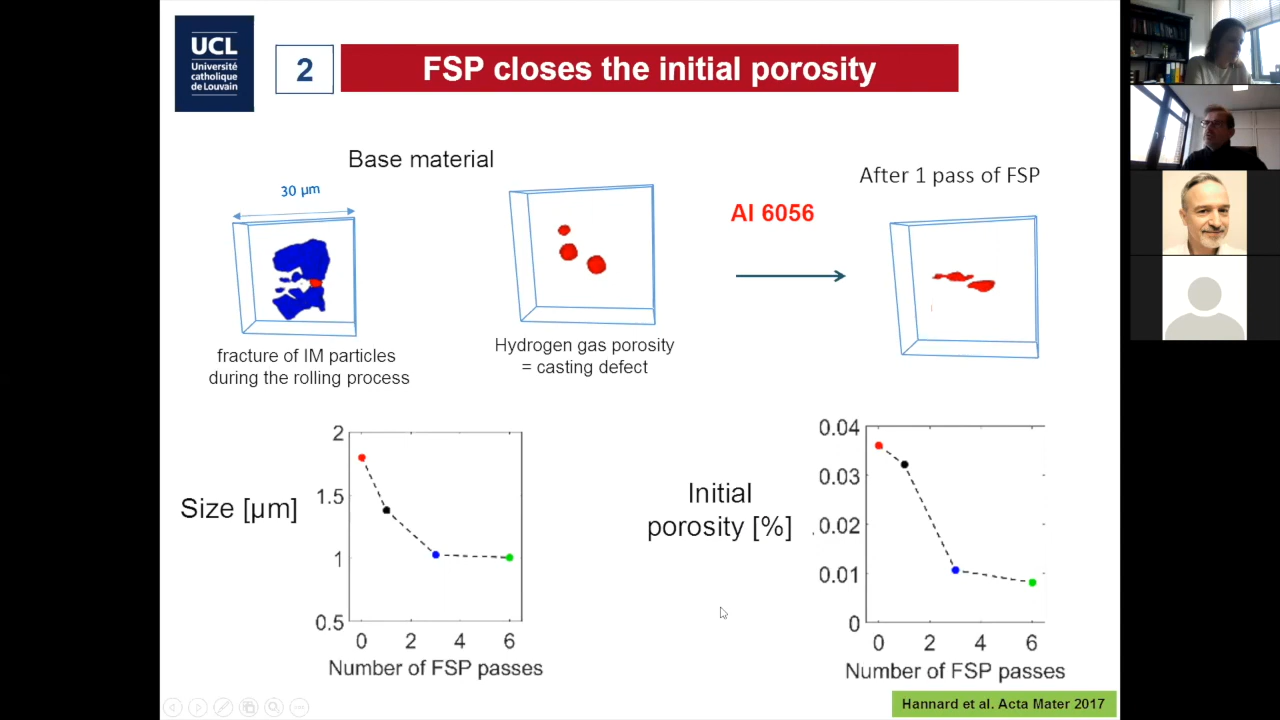 UCL
Université
catholique
de Louvain
2
FSP closes the initial porosity
Base material
30 µm
After 1 pass of FSP
Al 6056
fracture of IM particles
during the rolling process
Hydrogen gas porosity
= casting defect
Size [µm]
2
1.5
1
0.5
0 2 4 6
Number of FSP passes
Initial
porosity [%]
0.04
0.03
0.02
0.01
0
0 2 4 6
Number of FSP passes
Hannard et al. Acta Mater 2017